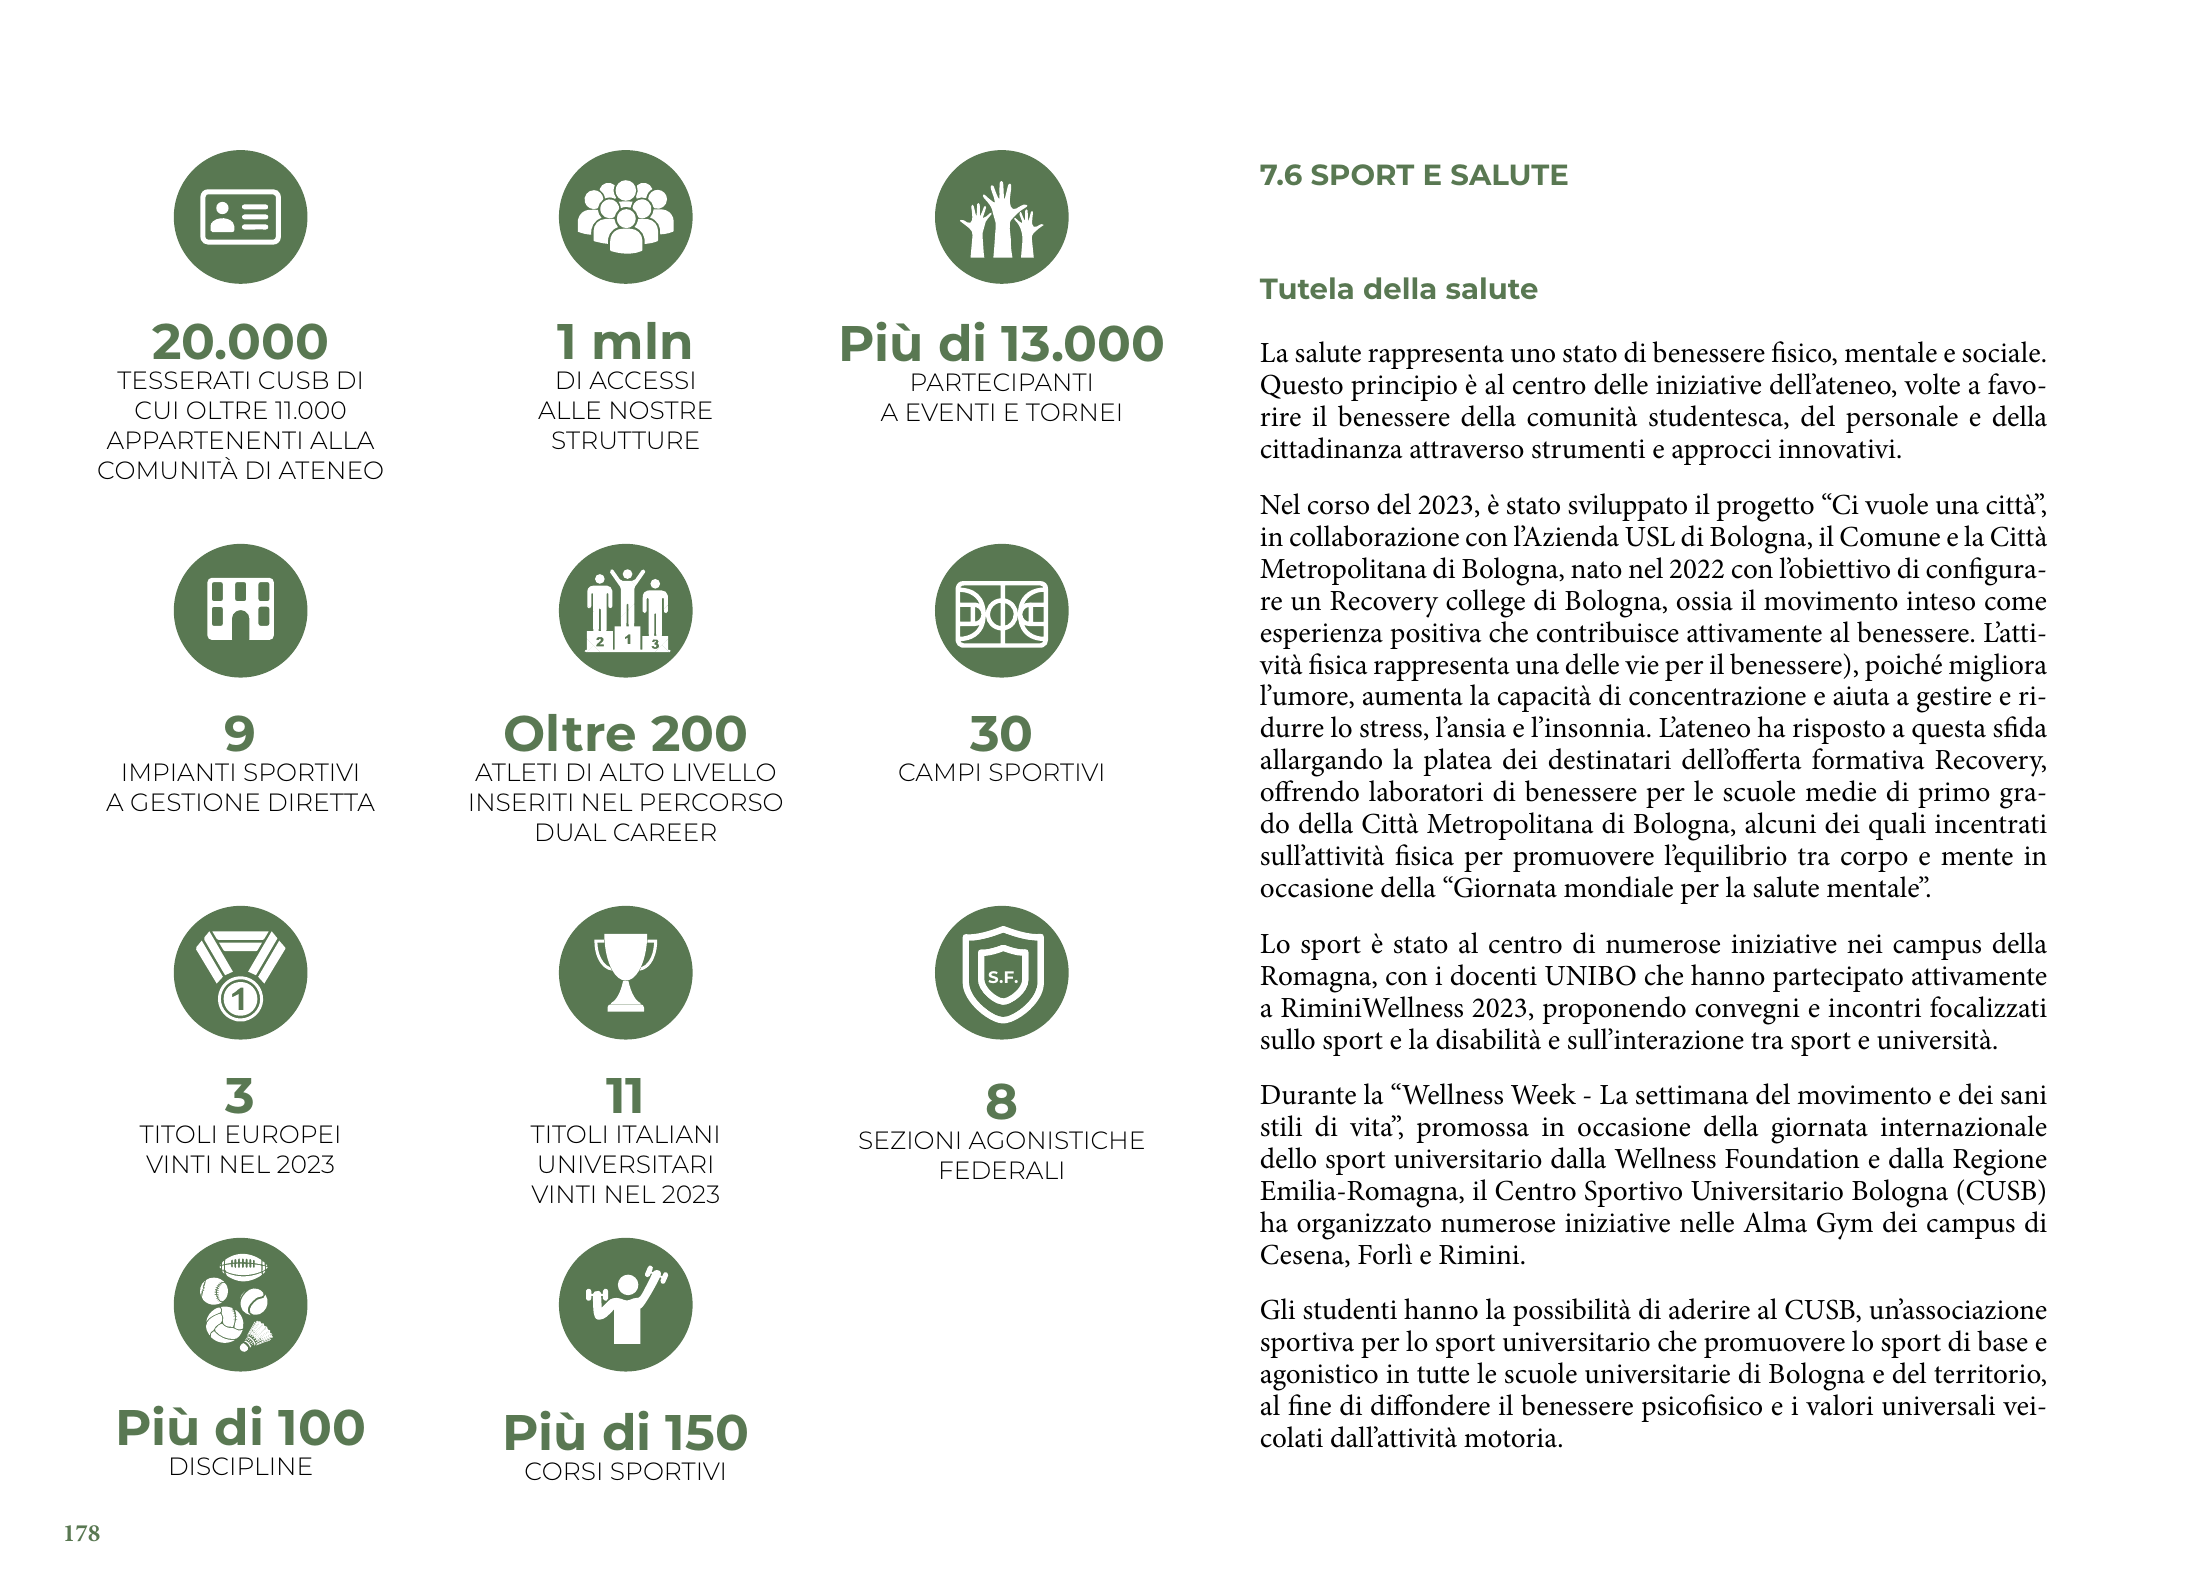 20.000
TESSERATI CUSB DI
CUI OLTRE 11.000
APPARTENENTI ALLA
COMUNITÀ DI ATENEO
1 mln
DI ACCESSI
ALLE NOSTRE
STRUTTURE
Più di 13.000
PARTECIPANTI
A EVENTI E TORNEI
9
IMPIANTI SPORTIVI
A GESTIONE DIRETTA
2 1 3
Oltre 200
ATLETI DI ALTO LIVELLO
INSERITI NEL PERCORSO
DUAL CAREER
30
CAMPI SPORTIVI
1
3
TITOLI EUROPEI
VINTI NEL 2023
11
TITOLI ITALIANI
UNIVERSITARI
VINTI NEL 2023
S.F.
8
SEZIONI AGONISTICHE
FEDERALI
Più di 100
DISCIPLINE
Più di 150
CORSI SPORTIVI
178
7.6 SPORT E SALUTE
Tutela della salute
La salute rappresenta uno stato di benessere fisico, mentale e sociale.
Questo principio è al centro delle iniziative dell’ateneo, volte a favo-
rire il benessere della comunità studentesca, del personale e della
cittadinanza attraverso strumenti e approcci innovativi.
Nel corso del 2023, è stato sviluppato il progetto “Ci vuole una città”,
in collaborazione con l’Azienda USL di Bologna, il Comune e la Città
Metropolitana di Bologna, nato nel 2022 con l’obiettivo di configura-
re un Recovery college di Bologna, ossia il movimento inteso come
esperienza positiva che contribuisce attivamente al benessere. L’atti-
vità fisica rappresenta una delle vie per il benessere), poiché migliora
l’umore, aumenta la capacità di concentrazione e aiuta a gestire e ri-
durre lo stress, l’ansia e l’insonnia. L’ateneo ha risposto a questa sfida
allargando la platea dei destinatari dell’offerta formativa Recovery,
offrendo laboratori di benessere per le scuole medie di primo gra-
do della Città Metropolitana di Bologna, alcuni dei quali incentrati
sull’attività fisica per promuovere l’equilibrio tra corpo e mente in
occasione della “Giornata mondiale per la salute mentale”.
Lo sport è stato al centro di numerose iniziative nei campus della
Romagna, con i docenti UNIBO che hanno partecipato attivamente
a RiminiWellness 2023, proponendo convegni e incontri focalizzati
sullo sport e la disabilità e sull’interazione tra sport e università.
Durante la “Wellness Week - La settimana del movimento e dei sani
stili di vita”, promossa in occasione della giornata internazionale
dello sport universitario dalla Wellness Foundation e dalla Regione
Emilia-Romagna, il Centro Sportivo Universitario Bologna (CUSB)
ha organizzato numerose iniziative nelle Alma Gym dei campus di
Cesena, Forlì e Rimini.
Gli studenti hanno la possibilità di aderire al CUSB, un’associazione
sportiva per lo sport universitario che promuovere lo sport di base e
agonistico in tutte le scuole universitarie di Bologna e del territorio,
al fine di diffondere il benessere psicofisico e i valori universali vei-
colati dall’attività motoria.